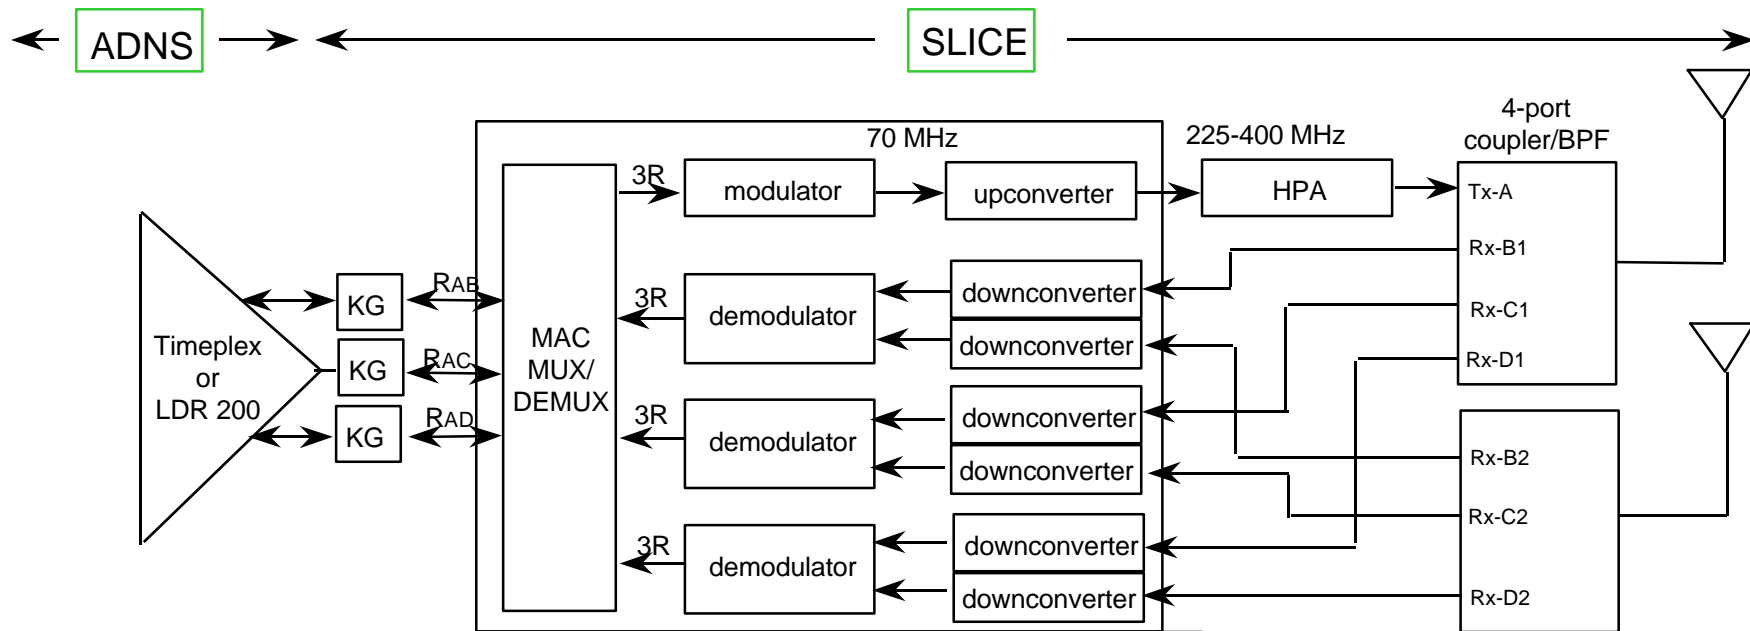 ADNS
SLICE
4-port
coupler/BPF
70 MHz
225-400 MHz
3R
modulator
upconverter
HPA
Tx-A
Rx-B1
Rx-C1
Rx-D1
KG
RAB
3R
demodulator
downconverter
downconverter
Timeplex
or
LDR 200
KG
RAC
MAC
MUX/
DEMUX
KG
RAD
3R
demodulator
downconverter
downconverter
Rx-B2
Rx-C2
Rx-D2
3R
demodulator
downconverter
downconverter